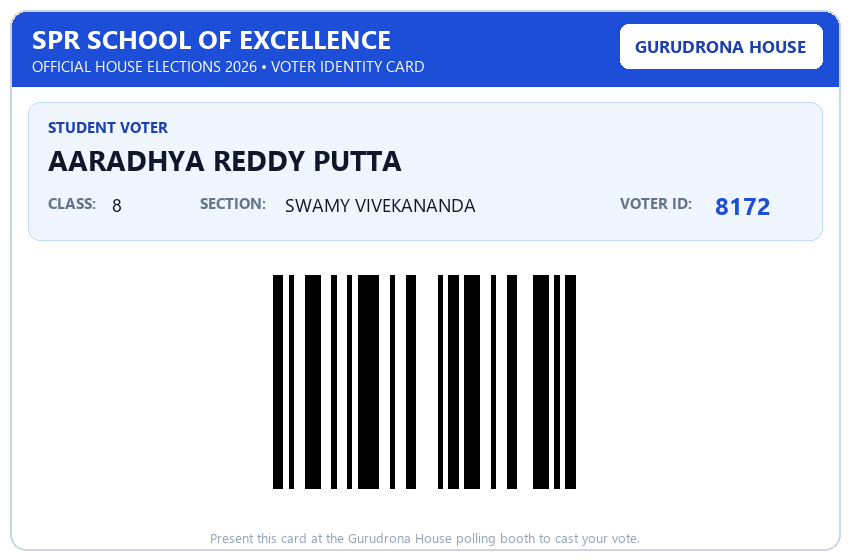 SPR SCHOOL OF EXCELLENCE
OFFICIAL HOUSE ELECTIONS 2026 • VOTER IDENTITY CARD
GURUDRONA HOUSE
STUDENT VOTER
AARADHYA REDDY PUTTA
CLASS: 8 SECTION: SWAMY VIVEKANANDA VOTER ID: 8172
Present this card at the Gurudrona House polling booth to cast your vote.